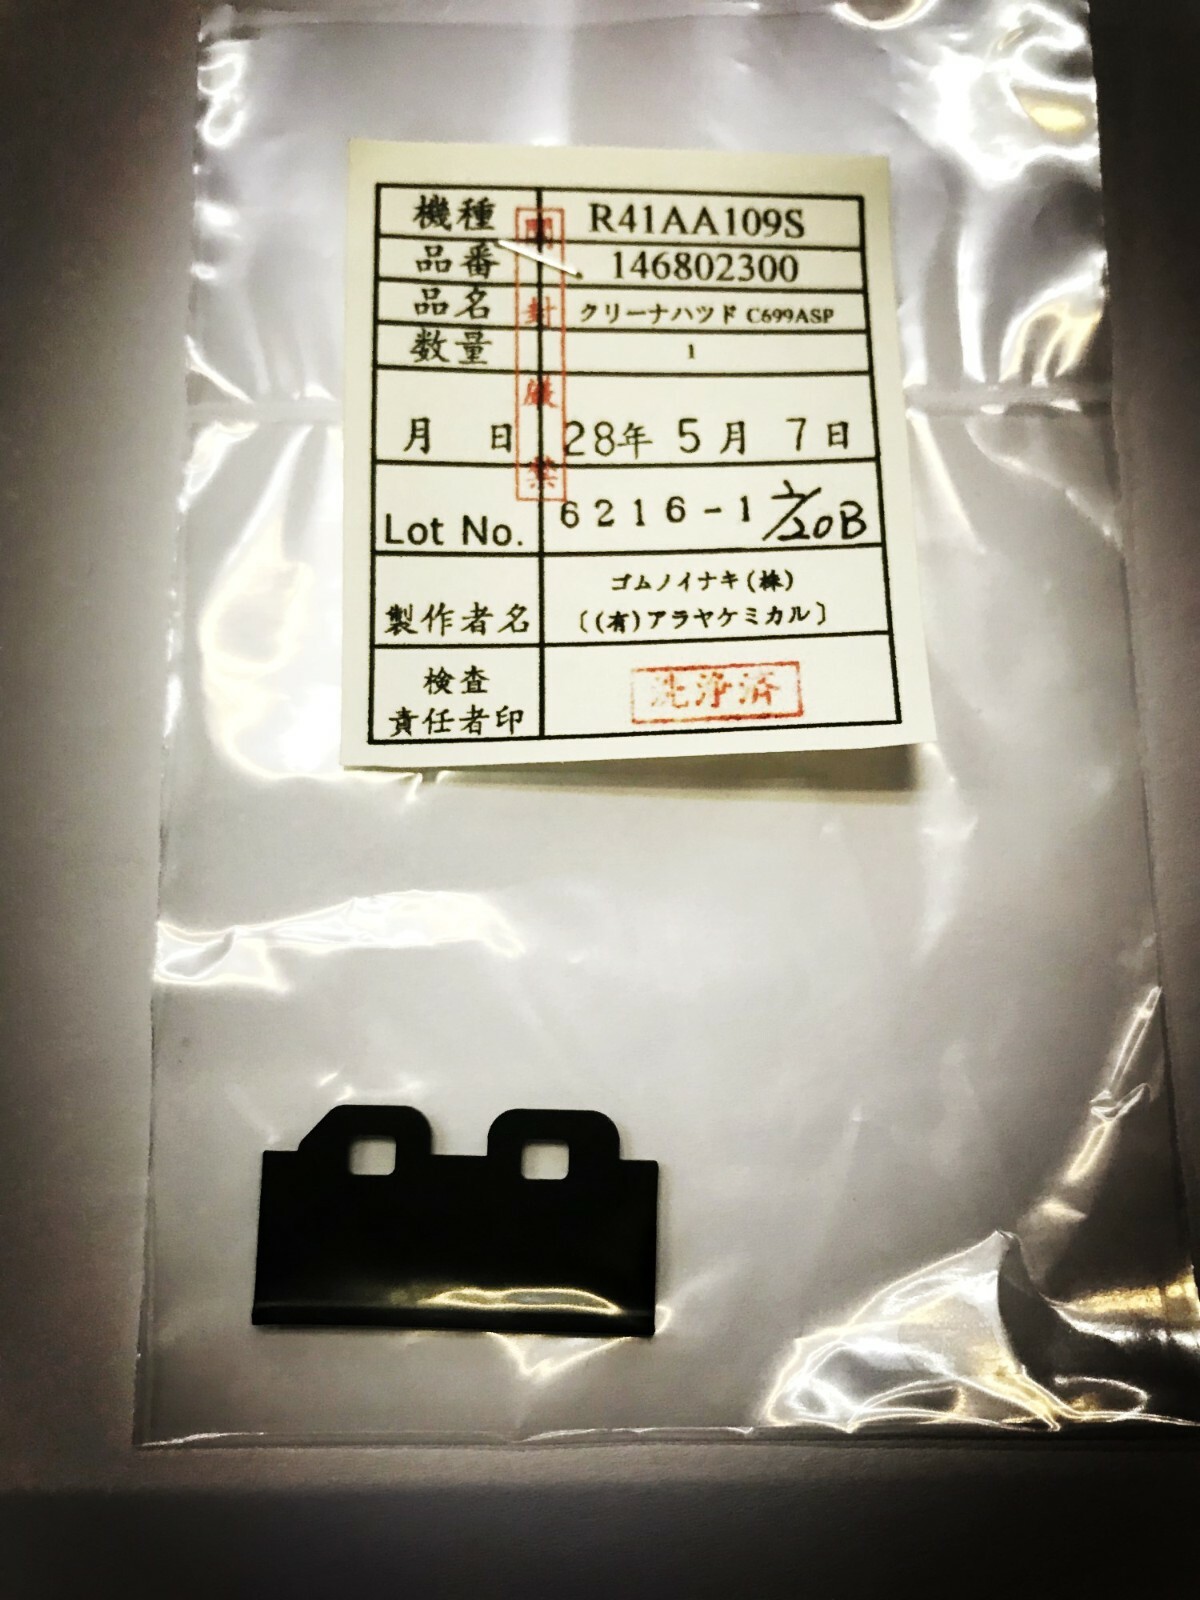 機種 R41AA109S
品番 146802300
品名 クリーナハツド C699ASP
数量 1
月 日 28年 5月 7日
Lot No. 6216-1 1/20B
製作者名 ゴムノイナキ(株)
〔(有)アラヤケミカル〕
検査
責任者印
洗浄済
開封厳禁